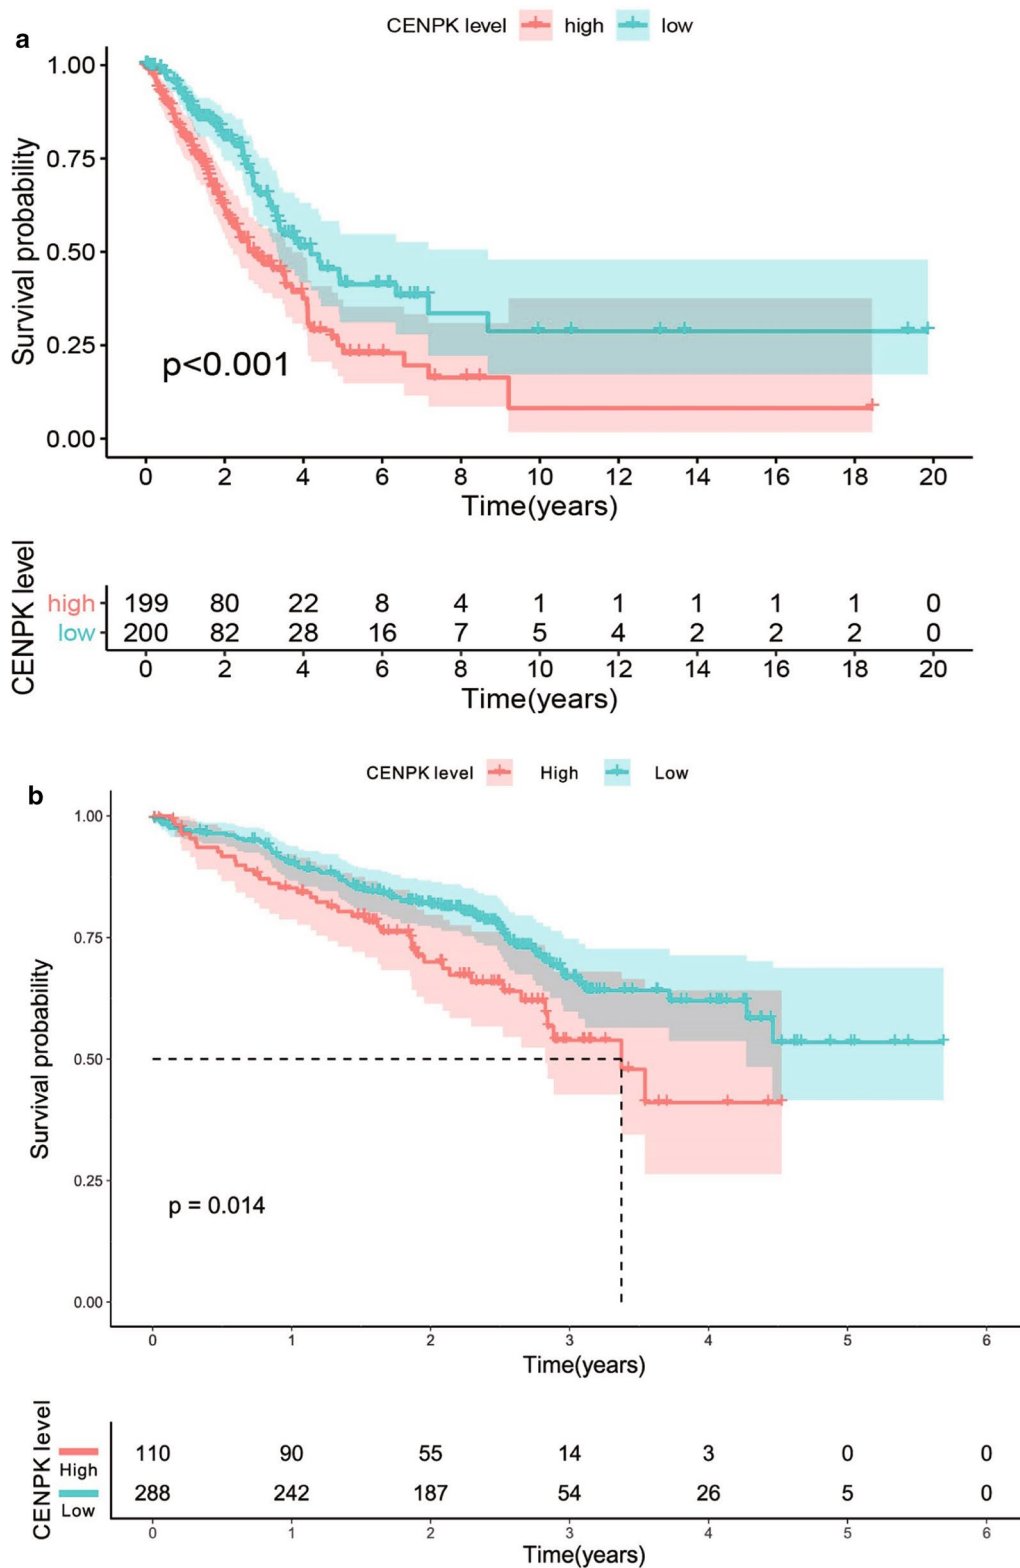 a
CENPK level high low
Survival probability
1.00
0.75
0.50
0.25
0.00
p<0.001
0 2 4 6 8 10 12 14 16 18 20
Time(years)
CENPK level
high 199 80 22 8 4 1 1 1 1 1 0
low 200 82 28 16 7 5 4 2 2 2 0
0 2 4 6 8 10 12 14 16 18 20
Time(years)
b
CENPK level High Low
Survival probability
1.00
0.75
0.50
0.25
0.00
p = 0.014
0 1 2 3 4 5 6
Time(years)
CENPK level
High 110 90 55 14 3 0 0
Low 288 242 187 54 26 5 0
0 1 2 3 4 5 6
Time(years)